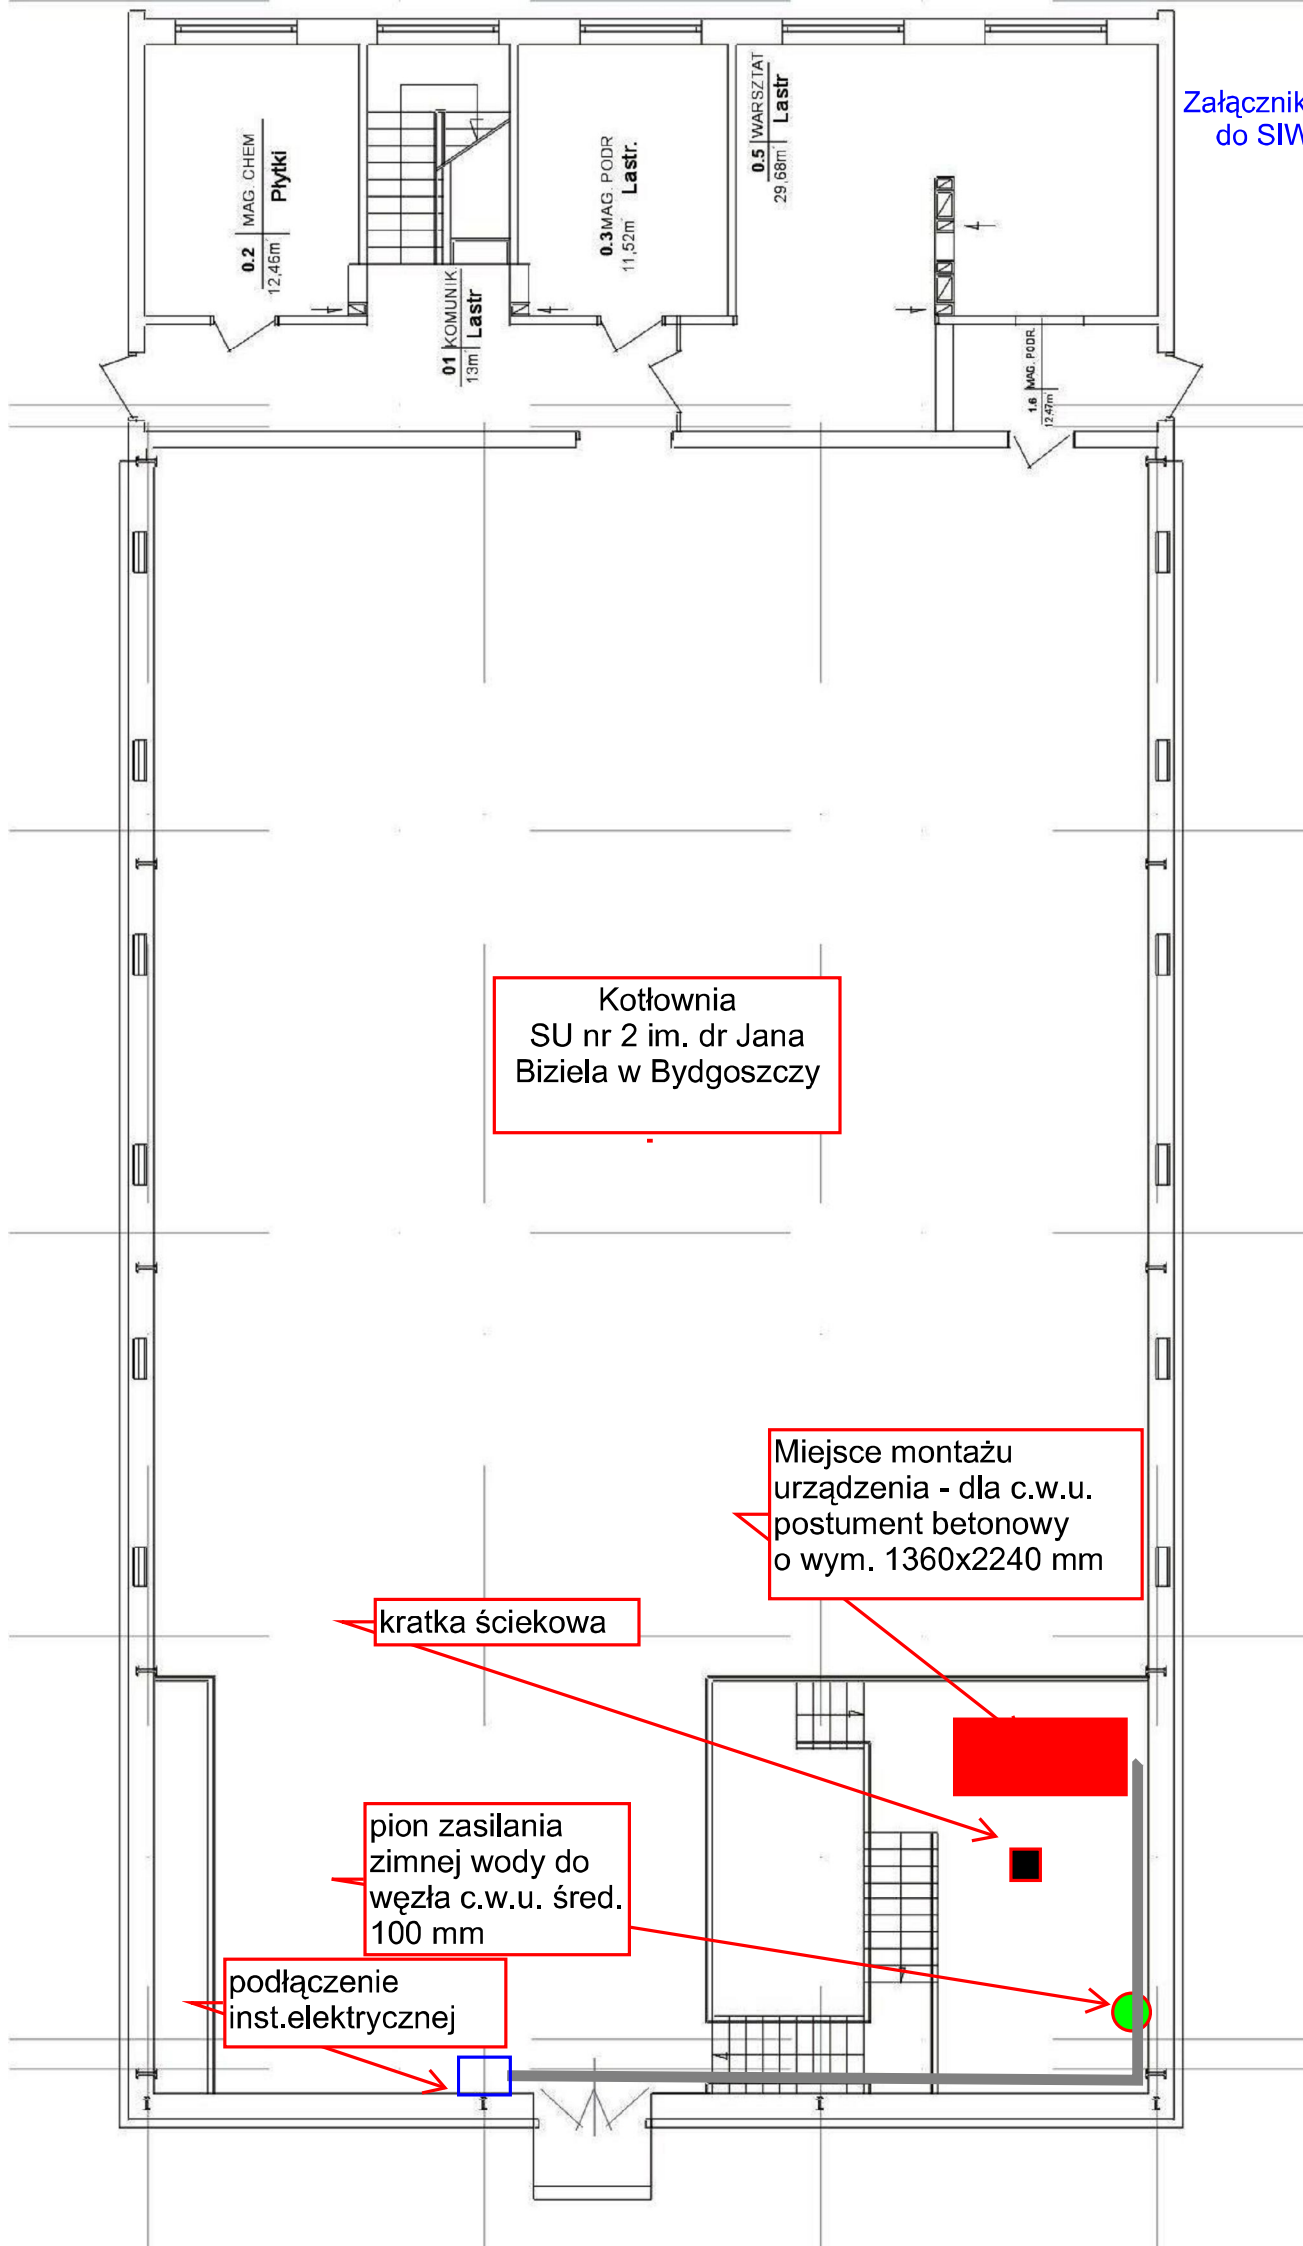 Załącznik
do SIW
0.2 MAG. CHEM Płytki
12,46m
01 KOMUNIK. Lastr
13m
0.3 MAG. PODR Lastr.
11,52m
0.5 WARSZTAT Lastr
29,68m
1.6 MAG. PODR.
12,47m
Kotłownia
SU nr 2 im. dr Jana
Biziela w Bydgoszczy
Miejsce montażu
urządzenia - dla c.w.u.
postument betonowy
o wym. 1360x2240 mm
kratka ściekowa
pion zasilania
zimnej wody do
węzła c.w.u. śred.
100 mm
podłączenie
inst.elektrycznej